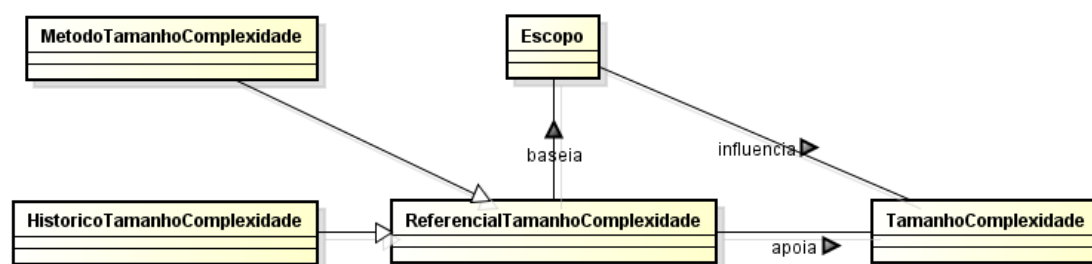 MetodoTamanhoComplexidade
Escopo
baseia
influencia
HistoricoTamanhoComplexidade
ReferencialTamanhoComplexidade
TamanhoComplexidade
apoia